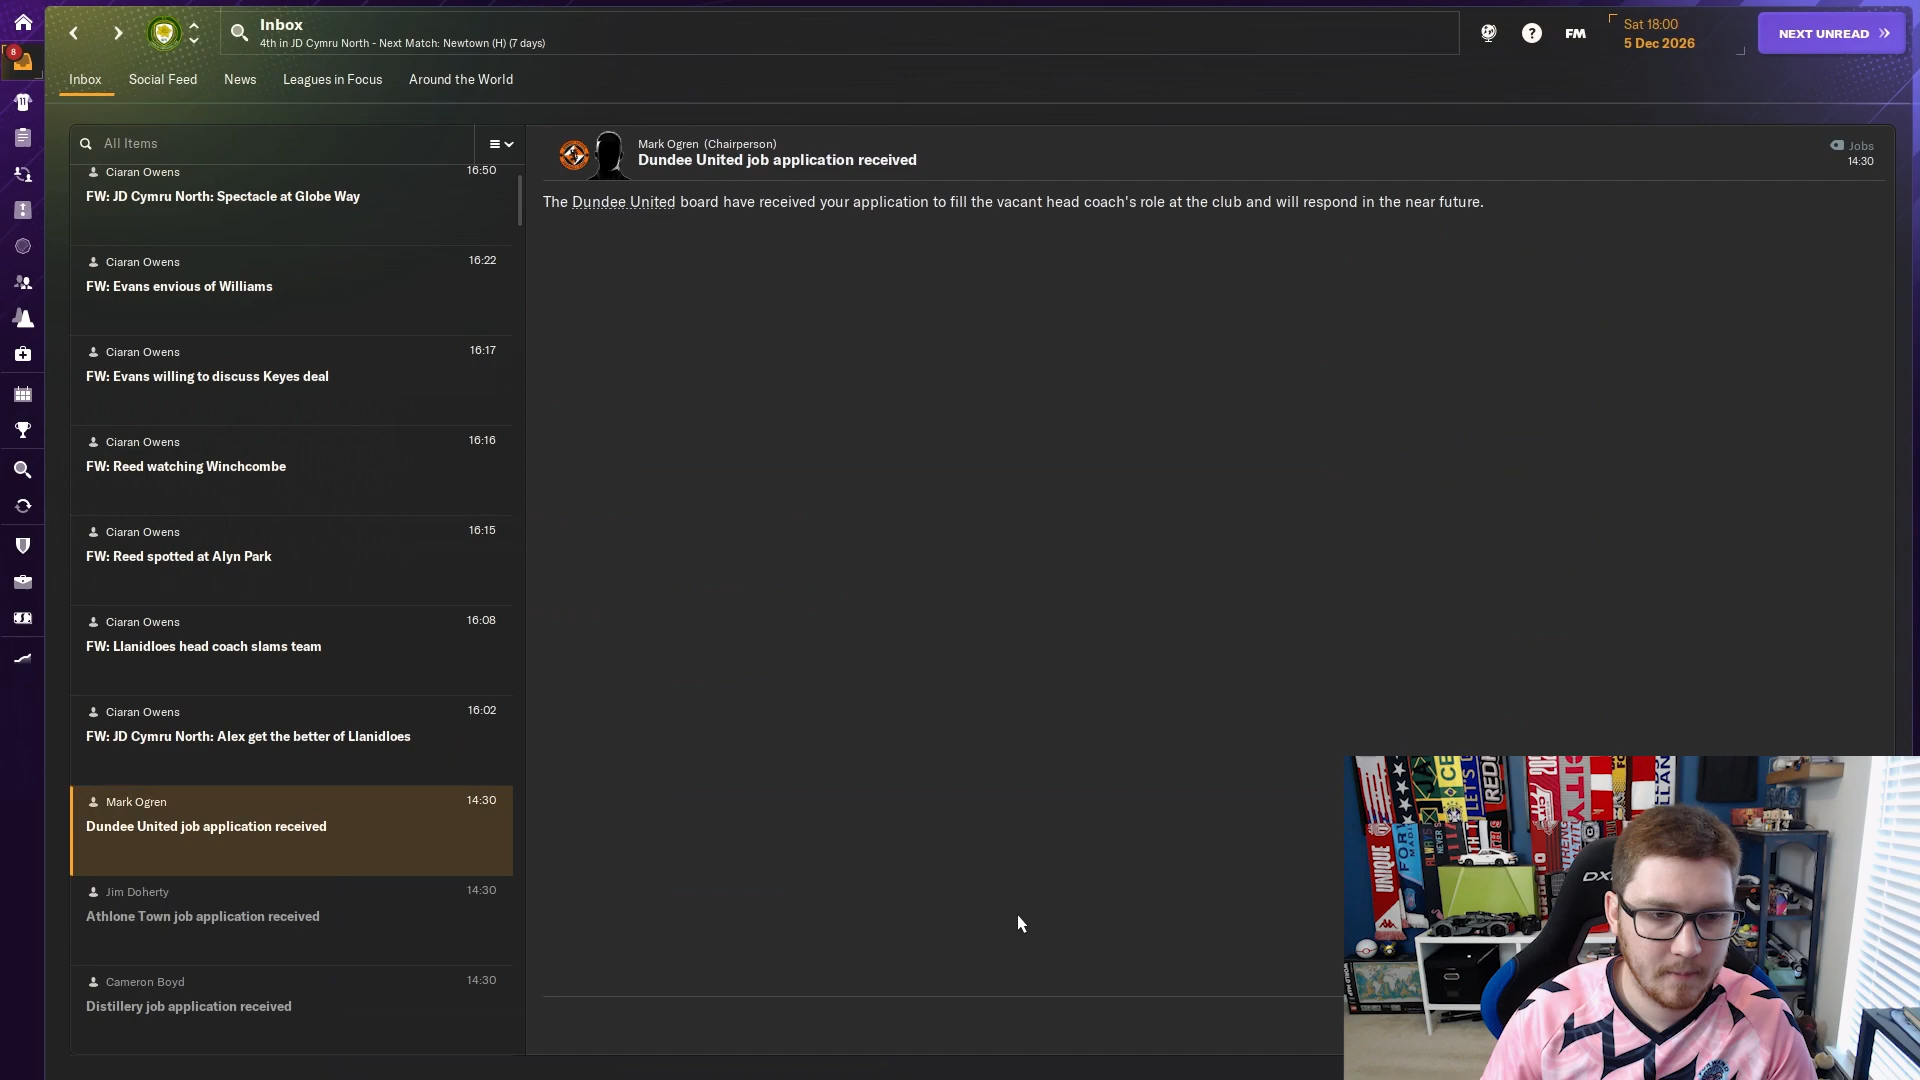 Inbox
4th in JD Cymru North - Next Match: Newtown (H) (7 days)
FM
Sat 18:00
5 Dec 2026
NEXT UNREAD
8
Inbox
Social Feed
News
Leagues in Focus
Around the World
All Items
Ciaran Owens
16:50
FW: JD Cymru North: Spectacle at Globe Way
Ciaran Owens
16:22
FW: Evans envious of Williams
Ciaran Owens
16:17
FW: Evans willing to discuss Keyes deal
Ciaran Owens
16:16
FW: Reed watching Winchcombe
Ciaran Owens
16:15
FW: Reed spotted at Alyn Park
Ciaran Owens
16:08
FW: Llanidloes head coach slams team
Ciaran Owens
16:02
FW: JD Cymru North: Alex get the better of Llanidloes
Mark Ogren
14:30
Dundee United job application received
Jim Doherty
14:30
Athlone Town job application received
Cameron Boyd
14:30
Distillery job application received
Mark Ogren (Chairperson)
Dundee United job application received
Jobs
14:30
The Dundee United board have received your application to fill the vacant head coach's role at the club and will respond in the near future.
UNIQUE
CITY
LET'S